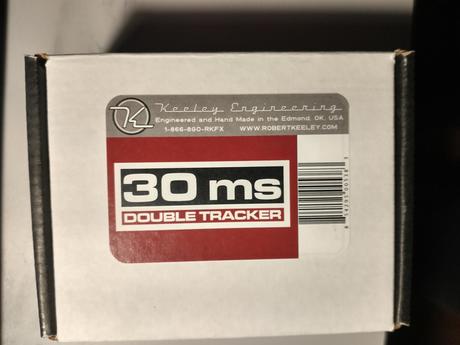 Keeley Engineering
Engineered and Hand Made in the Edmond, OK. USA
1-866-890-RKFX WWW.ROBERTKEELEY.COM
30 ms
DOUBLE TRACKER